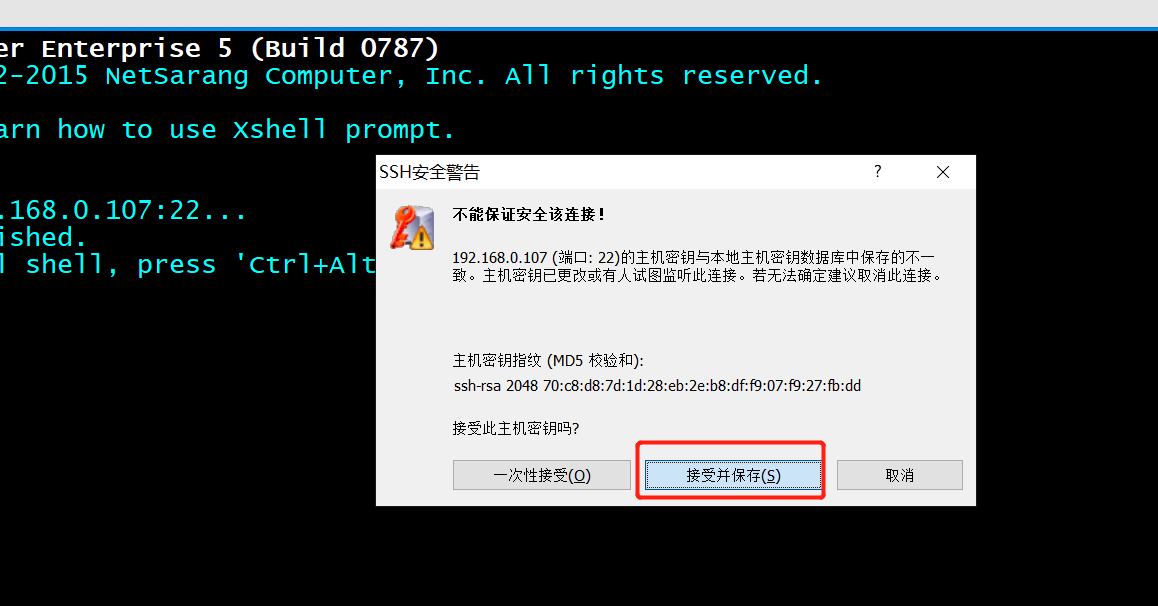 er Enterprise 5 (Build 0787)
2-2015 NetSarang Computer, Inc. All rights reserved.
arn how to use Xshell prompt.
.168.0.107:22...
ished.
l shell, press 'Ctrl+Alt
SSH安全警告
?
不能保证安全该连接!
192.168.0.107 (端口: 22)的主机密钥与本地主机密钥数据库中保存的不一
致。主机密钥已更改或有人试图监听此连接。若无法确定建议取消此连接。
主机密钥指纹 (MD5 校验和):
ssh-rsa 2048 70:c8:d8:7d:1d:28:eb:2e:b8:df:f9:07:f9:27:fb:dd
接受此主机密钥吗?
一次性接受(O)
接受并保存(S)
取消